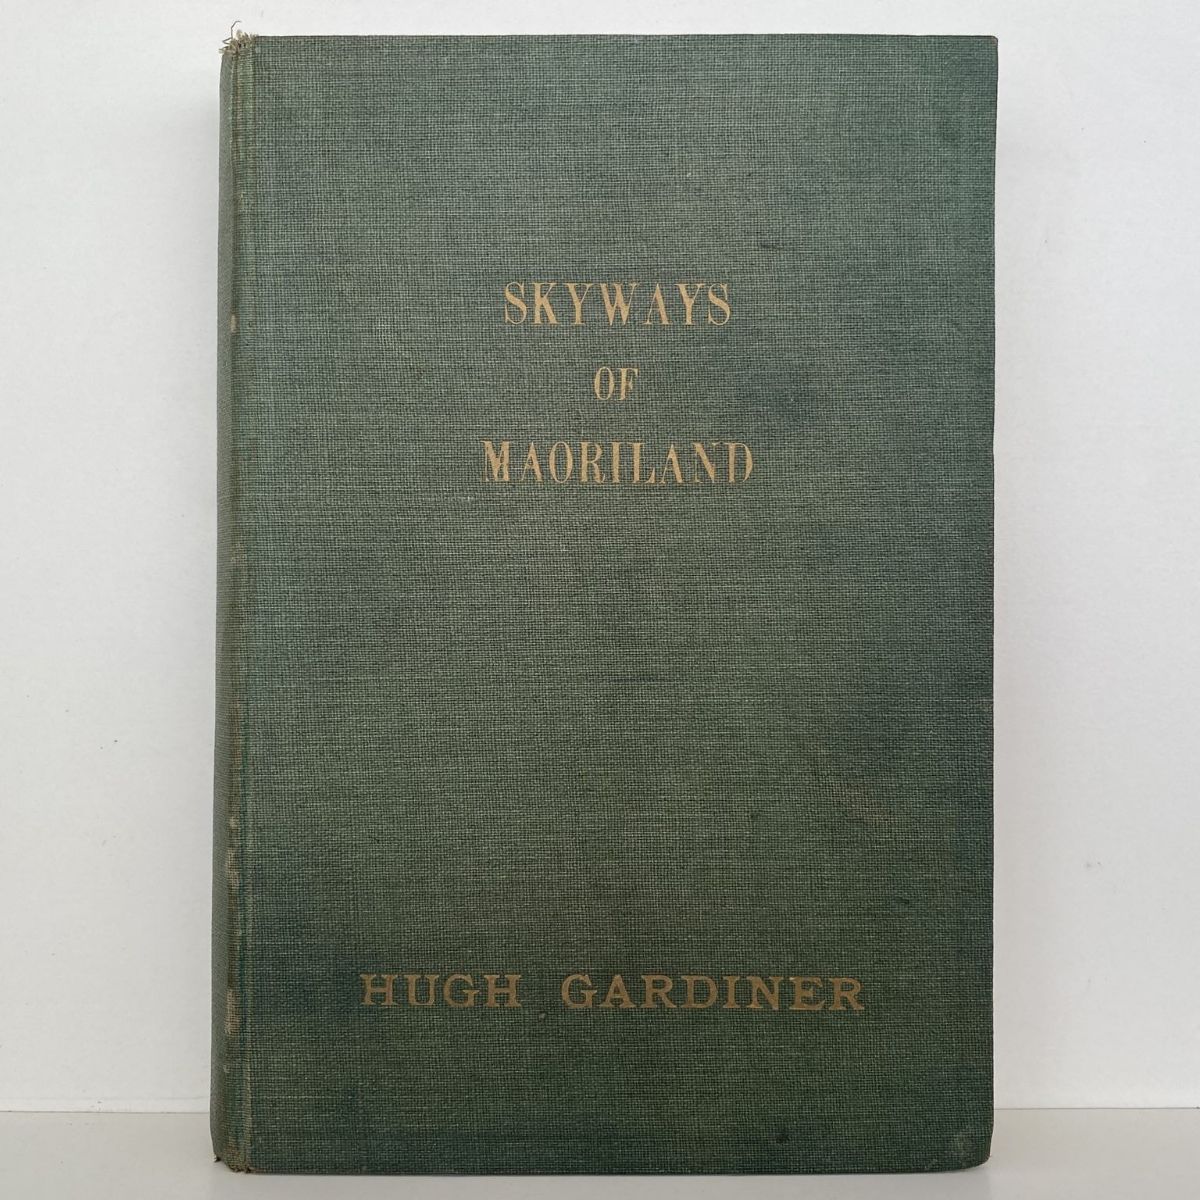 SKYWAYS
OF
MAORILAND
HUGH GARDINER